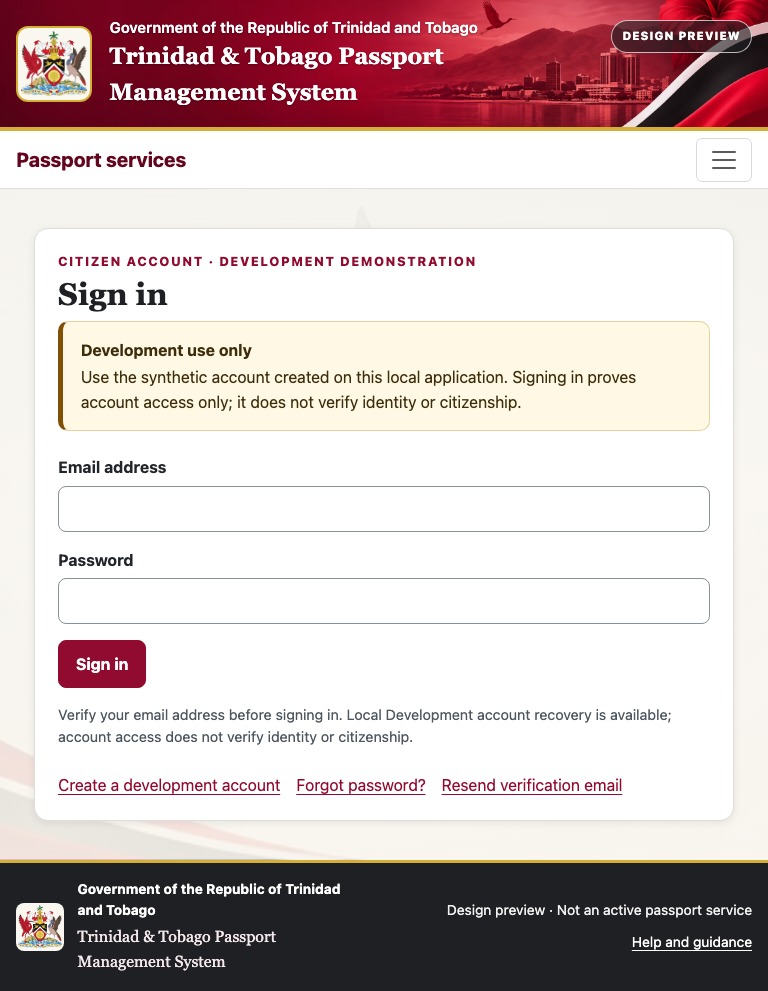 Government of the Republic of Trinidad and Tobago
Trinidad & Tobago Passport
Management System
DESIGN PREVIEW
Passport services
CITIZEN ACCOUNT · DEVELOPMENT DEMONSTRATION
Sign in
Development use only
Use the synthetic account created on this local application. Signing in proves
account access only; it does not verify identity or citizenship.
Email address
Password
Sign in
Verify your email address before signing in. Local Development account recovery is available;
account access does not verify identity or citizenship.
Create a development account Forgot password? Resend verification email
Government of the Republic of Trinidad
and Tobago
Trinidad & Tobago Passport
Management System
Design preview · Not an active passport service
Help and guidance